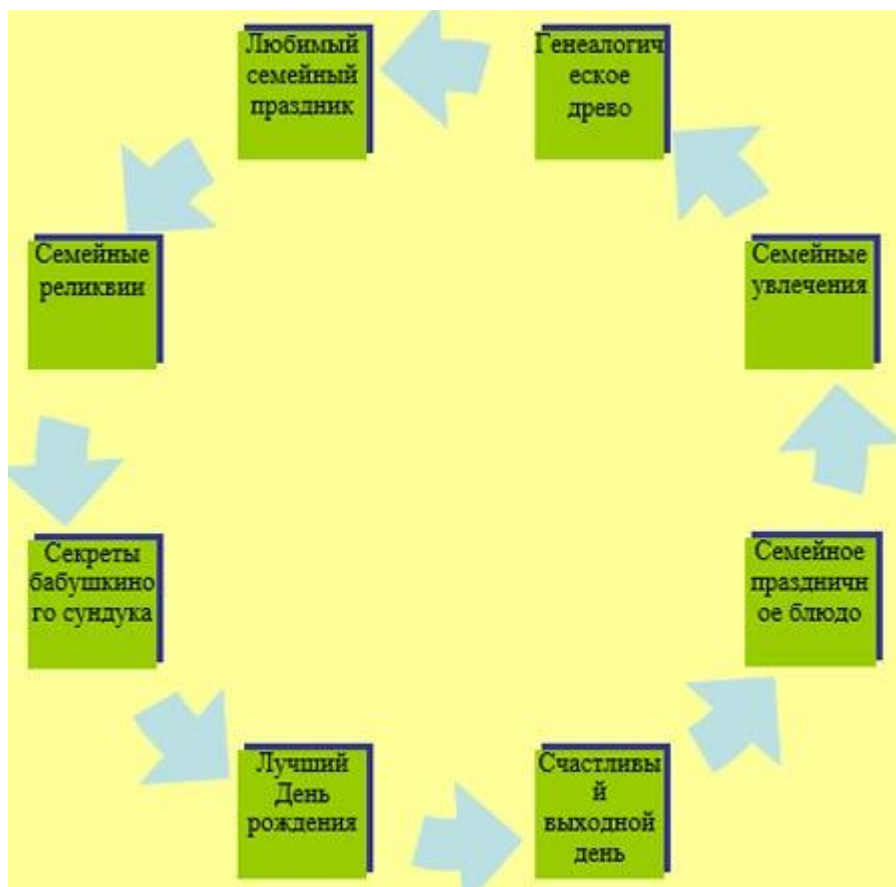 Любимый
семейный
праздник
Генеалогич
еское
древо
Семейные
реликвии
Семейные
увлечения
Секреты
бабушкино
го сундука
Семейное
праздничн
ое блюдо
Лучший
День
рождения
Счастливы
й
выходной
день